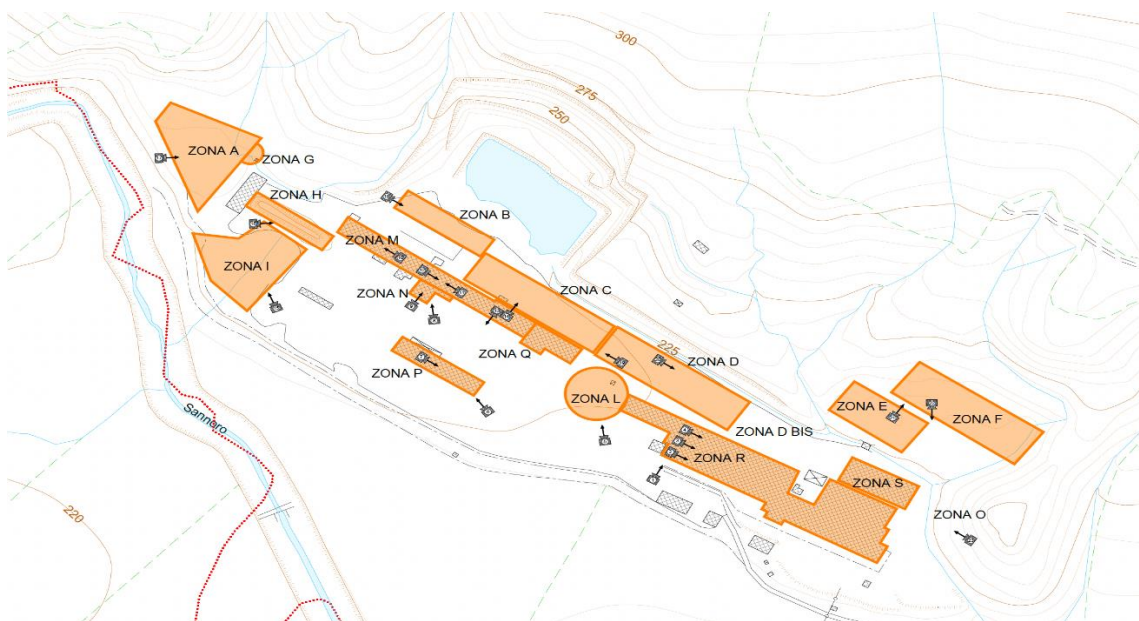 300
275
250
ZONA A
ZONA G
ZONA H
ZONA B
ZONA M
ZONA I
ZONA C
ZONA N
225
ZONA Q
ZONA D
ZONA P
ZONA L
ZONA E
Sannoro
ZONA F
ZONA D BIS
ZONA R
ZONA S
220
ZONA O